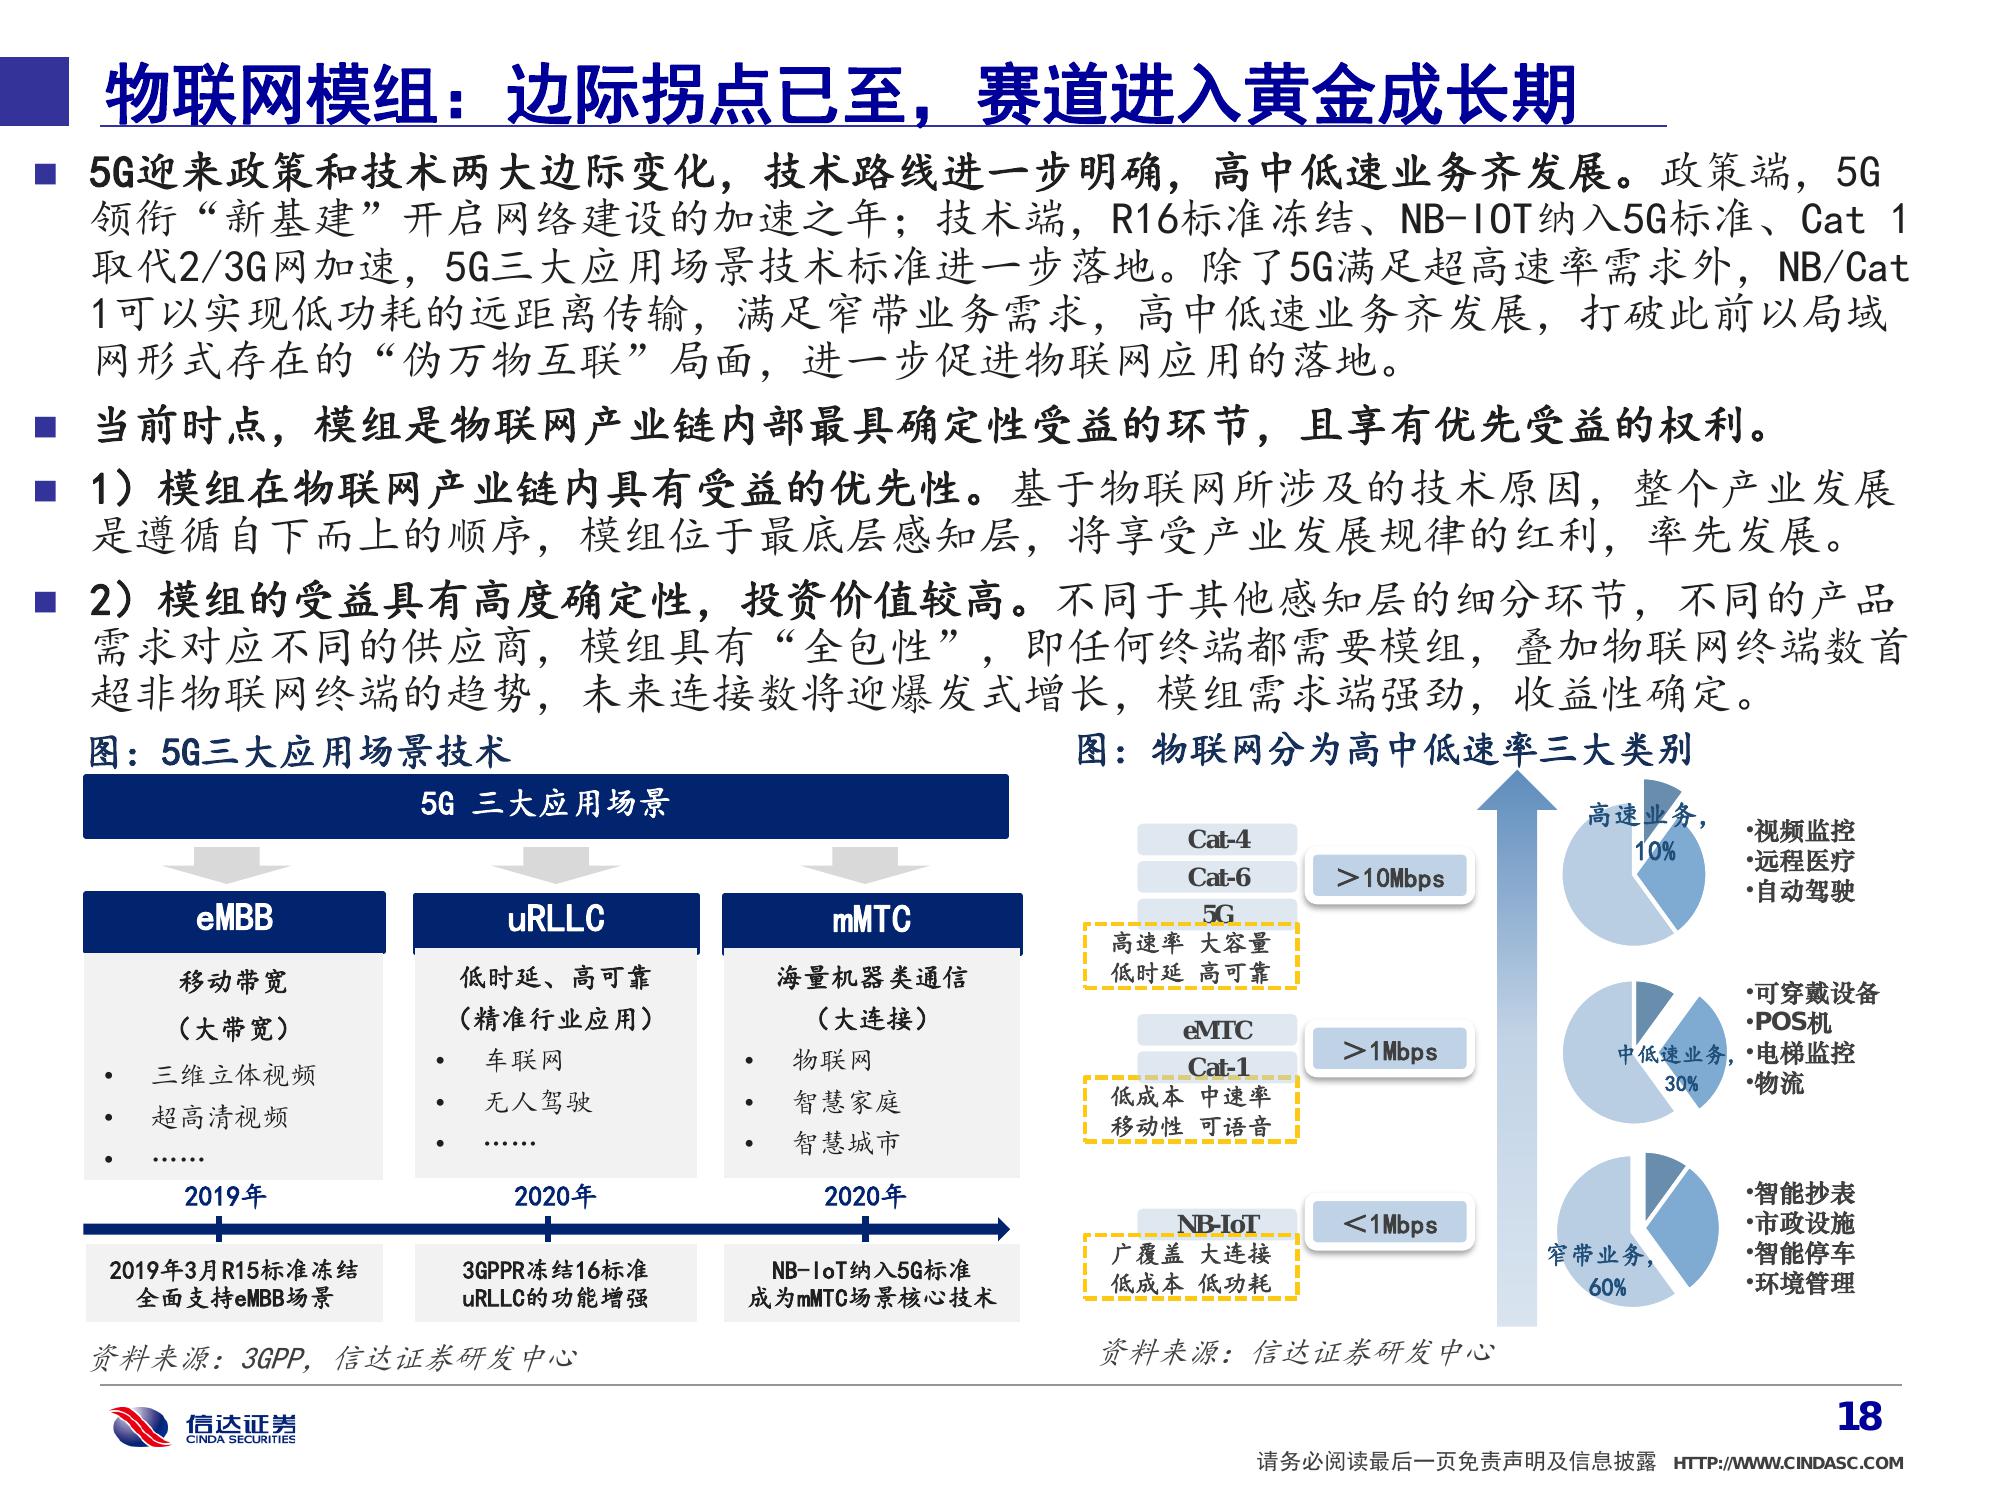 物联网模组：边际拐点已至，赛道进入黄金成长期
5G迎来政策和技术两大边际变化，技术路线进一步明确，高中低速业务齐发展。政策端，5G
领衔“新基建”开启网络建设的加速之年；技术端，R16标准冻结、NB-IOT纳入5G标准、Cat 1
取代2/3G网加速，5G三大应用场景技术标准进一步落地。除了5G满足超高速率需求外，NB/Cat
1可以实现低功耗的远距离传输，满足窄带业务需求，高中低速业务齐发展，打破此前以局域
网形式存在的“伪万物互联”局面，进一步促进物联网应用的落地。
当前时点，模组是物联网产业链内部最具确定性受益的环节，且享有优先受益的权利。
1）模组在物联网产业链内具有受益的优先性。基于物联网所涉及的技术原因，整个产业发展
是遵循自下而上的顺序，模组位于最底层感知层，将享受产业发展规律的红利，率先发展。
2）模组的受益具有高度确定性，投资价值较高。不同于其他感知层的细分环节，不同的产品
需求对应不同的供应商，模组具有“全包性”，即任何终端都需要模组，叠加物联网终端数首
超非物联网终端的趋势，未来连接数将迎爆发式增长，模组需求端强劲，收益性确定。
图：5G三大应用场景技术
5G 三大应用场景
eMBB
移动带宽
（大带宽）
• 三维立体视频
• 超高清视频
• ……
uRLLC
低时延、高可靠
（精准行业应用）
• 车联网
• 无人驾驶
• ……
mMTC
海量机器类通信
（大连接）
• 物联网
• 智慧家庭
• 智慧城市
2019年
2020年
2020年
2019年3月R15标准冻结
全面支持eMBB场景
3GPPR冻结16标准
uRLLC的功能增强
NB-IoT纳入5G标准
成为mMTC场景核心技术
资料来源：3GPP，信达证券研发中心
图：物联网分为高中低速率三大类别
Cat-4
Cat-6
5G
高速率 大容量
低时延 高可靠
＞10Mbps
高速业务，
10%
•视频监控
•远程医疗
•自动驾驶
eMTC
Cat-1
低成本 中速率
移动性 可语音
＞1Mbps
中低速业务，
30%
•可穿戴设备
•POS机
•电梯监控
•物流
NB-IoT
广覆盖 大连接
低成本 低功耗
＜1Mbps
窄带业务，
60%
•智能抄表
•市政设施
•智能停车
•环境管理
资料来源：信达证券研发中心
信达证券
CINDA SECURITIES
18
请务必阅读最后一页免责声明及信息披露 HTTP://WWW.CINDASC.COM